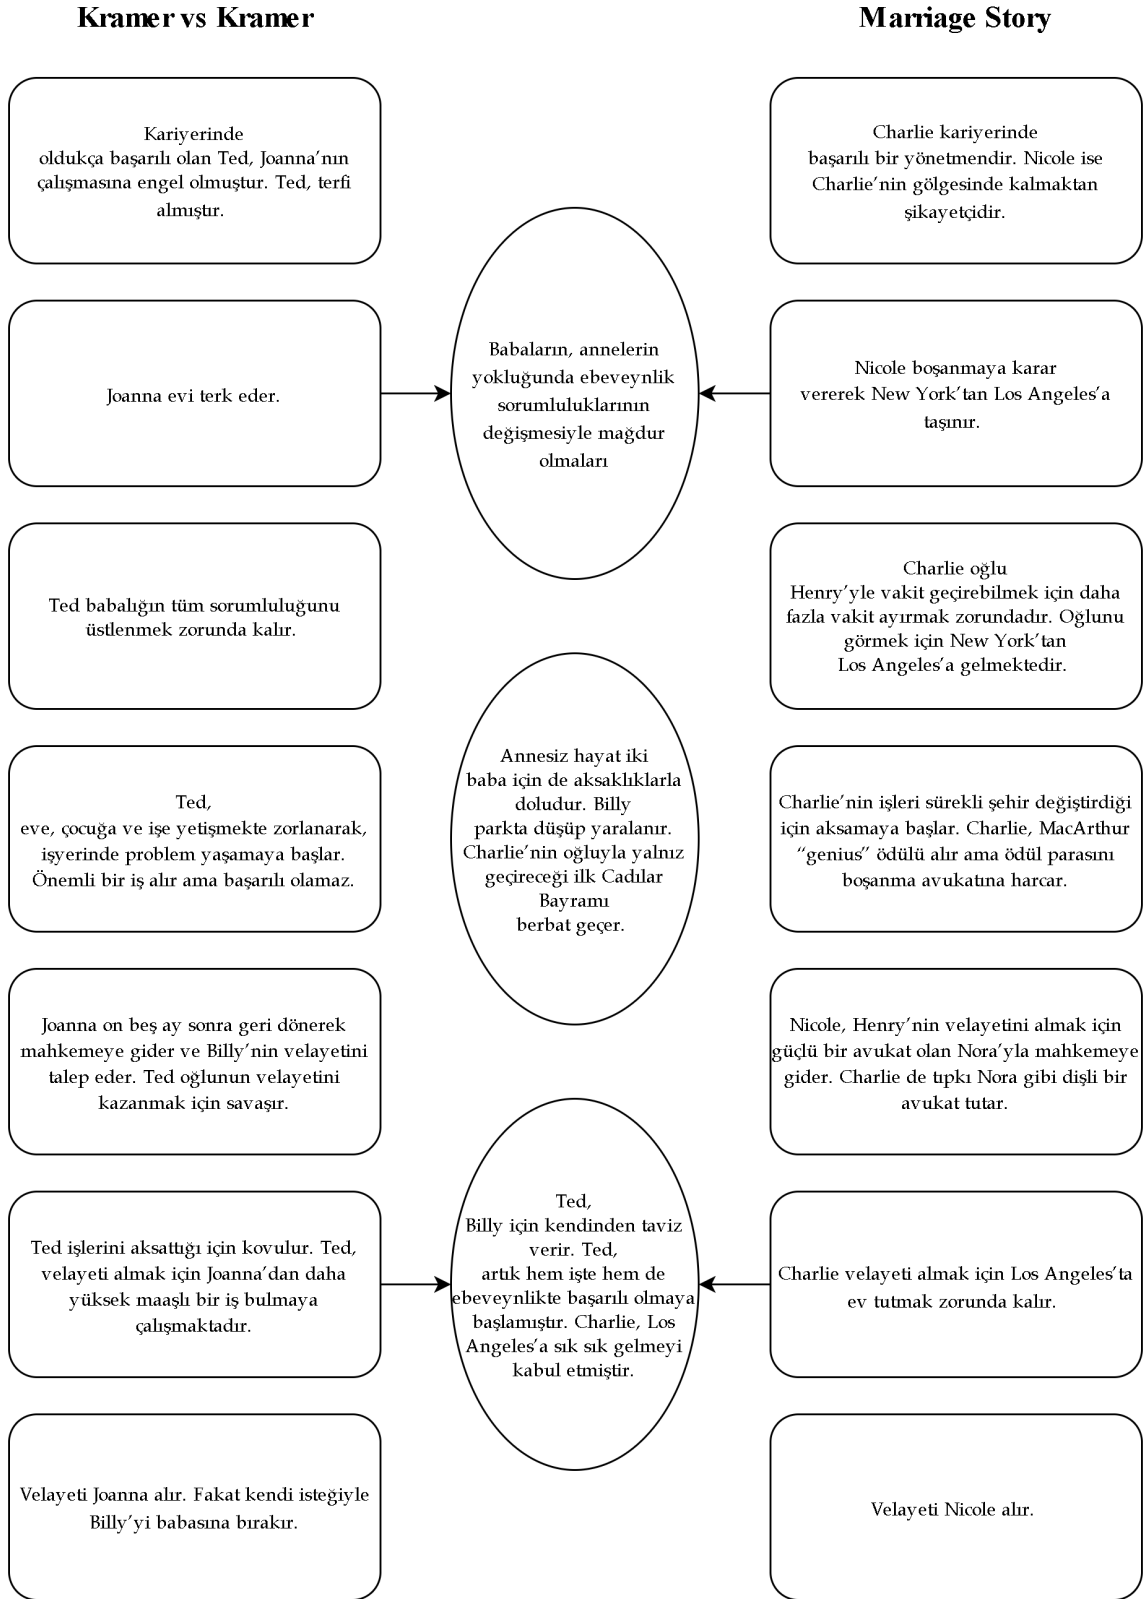 Kramer vs Kramer
Marriage Story
Kariyerinde
oldukça başarılı olan Ted, Joanna’nın
çalışmasına engel olmuştur. Ted, terfi
almıştır.
Charlie kariyerinde
başarılı bir yönetmendir. Nicole ise
Charlie’nin gölgesinde kalmaktan
şikayetçidir.
Joanna evi terk eder.
Babaların, annelerin
yokluğunda ebeveynlik
sorumluluklarının
değişmesiyle mağdur
olmaları
Nicole boşanmaya karar
vererek New York’tan Los Angeles’a
taşınır.
Ted babalığın tüm sorumluluğunu
üstlenmek zorunda kalır.
Charlie oğlu
Henry’yle vakit geçirebilmek için daha
fazla vakit ayırmak zorundadır. Oğlunu
görmek için New York’tan
Los Angeles’a gelmektedir.
Ted,
eve, çocuğa ve işe yetişmekte zorlanarak,
işyerinde problem yaşamaya başlar.
Önemli bir iş alır ama başarılı olamaz.
Annesiz hayat iki
baba için de aksaklıklarla
doludur. Billy
parkta düşüp yaralanır.
Charlie’nin oğluyla yalnız
geçireceği ilk Cadılar
Bayramı
berbat geçer.
Charlie’nin işleri sürekli şehir değiştirdiği
için aksamaya başlar. Charlie, MacArthur
“genius” ödülü alır ama ödül parasını
boşanma avukatına harcar.
Joanna on beş ay sonra geri dönerek
mahkemeye gider ve Billy’nin velayetini
talep eder. Ted oğlunun velayetini
kazanmak için savaşır.
Nicole, Henry’nin velayetini almak için
güçlü bir avukat olan Nora’yla mahkemeye
gider. Charlie de tıpkı Nora gibi dişli bir
avukat tutar.
Ted işlerini aksattığı için kovulur. Ted,
velayeti almak için Joanna’dan daha
yüksek maaşlı bir iş bulmaya
çalışmaktadır.
Ted,
Billy için kendinden taviz
verir. Ted,
artık hem işte hem de
ebeveynlikte başarılı olmaya
başlamıştır. Charlie, Los
Angeles’a sık sık gelmeyi
kabul etmiştir.
Charlie velayeti almak için Los Angeles’ta
ev tutmak zorunda kalır.
Velayeti Joanna alır. Fakat kendi isteğiyle
Billy’yi babasına bırakır.
Velayeti Nicole alır.